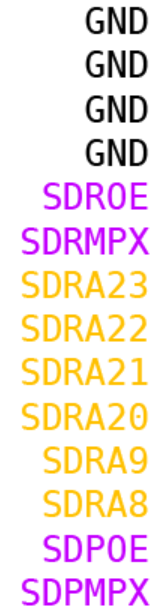 GND
GND
GND
GND
SDROE
SDRMPX
SDRA23
SDRA22
SDRA21
SDRA20
SDRA9
SDRA8
SDPOE
SDPMPX